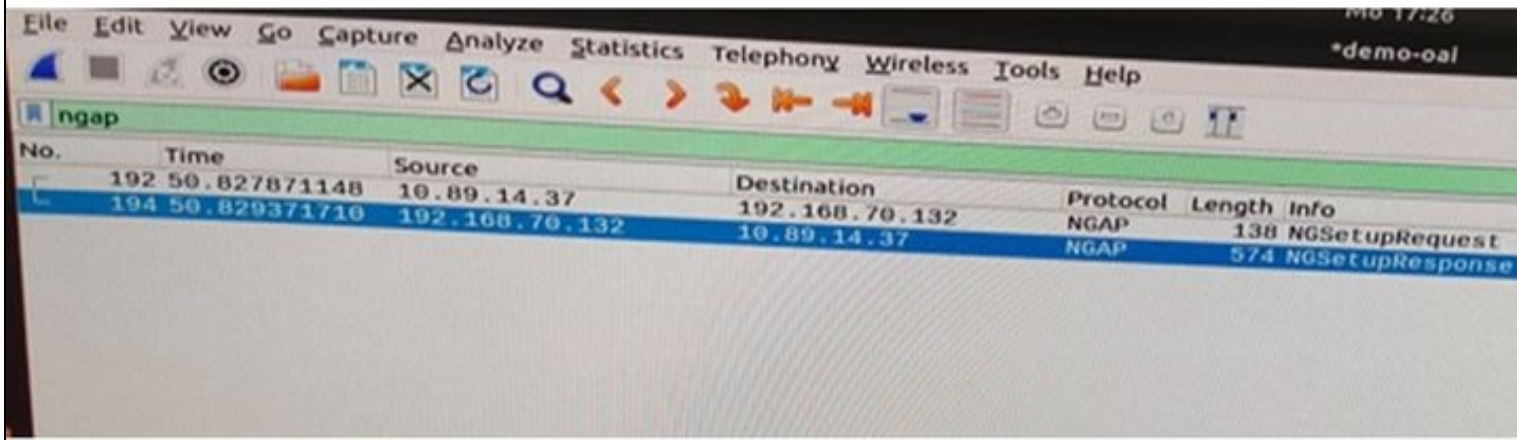 Mo 17:26
*demo-oal
File Edit View Go Capture Analyze Statistics Telephony Wireless Tools Help
ngap
No. Time Source Destination Protocol Length Info
192 50.827871148 10.89.14.37 192.168.70.132 NGAP 138 NGSetupRequest
194 50.829371710 192.168.70.132 10.89.14.37 NGAP 574 NGSetupResponse